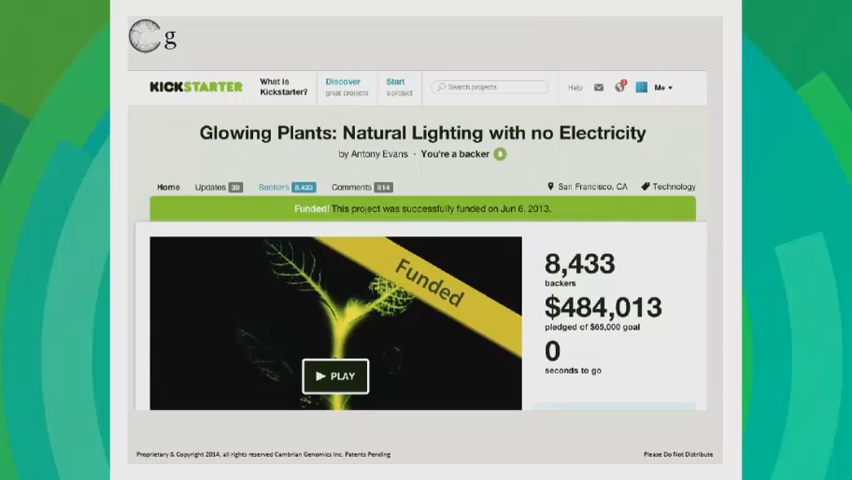 Cg
KICKSTARTER
What is
Kickstarter?
Discover
great projects
Start
a project
Search projects
Help
Me
Glowing Plants: Natural Lighting with no Electricity
by Antony Evans · You're a backer
Home Updates 39 Backers 8,433 Comments 814
San Francisco, CA Technology
Funded! This project was successfully funded on Jun 6, 2013.
Funded
PLAY
8,433
backers
$484,013
pledged of $65,000 goal
0
seconds to go
Proprietary & Copyright 2014, all rights reserved Cambrian Genomics Inc. Patents Pending
Please Do Not Distribute